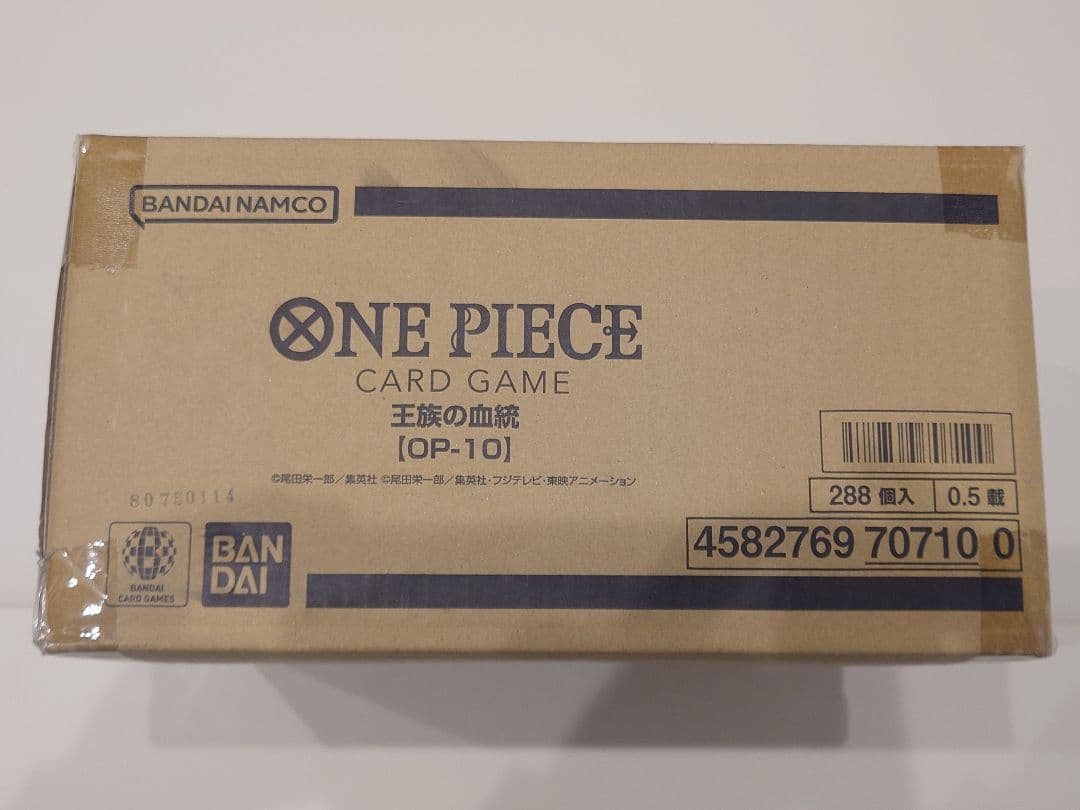 BANDAI NAMCO
ONE PIECE
CARD GAME
王族の血統
【OP-10】
©尾田栄一郎／集英社 ©尾田栄一郎／集英社・フジテレビ・東映アニメーション
80750114
288 個入 0.5 載
4582769 70710 0
BANDAI
CARD GAMES
BAN
DAI